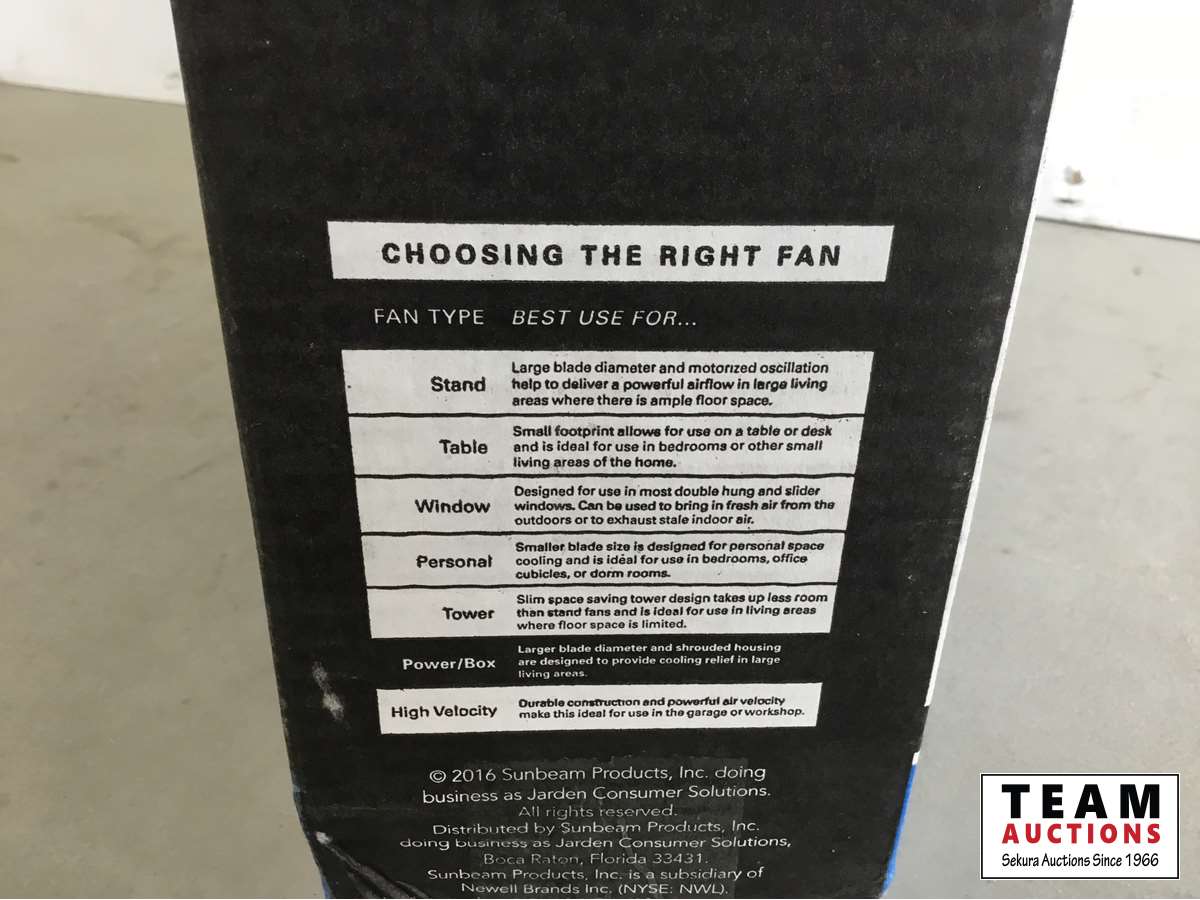 CHOOSING THE RIGHT FAN
FAN TYPE BEST USE FOR...
Stand
Large blade diameter and motorized oscillation
help to deliver a powerful airflow in large living
areas where there is ample floor space.
Table
Small footprint allows for use on a table or desk
and is ideal for use in bedrooms or other small
living areas of the home.
Window
Designed for use in most double hung and slider
windows. Can be used to bring in fresh air from the
outdoors or to exhaust stale indoor air.
Personal
Smaller blade size is designed for personal space
cooling and is ideal for use in bedrooms, office
cubicles, or dorm rooms.
Tower
Slim space saving tower design takes up less room
than stand fans and is ideal for use in living areas
where floor space is limited.
Power/Box
Larger blade diameter and shrouded housing
are designed to provide cooling relief in large
living areas.
High Velocity
Durable construction and powerful air velocity
make this ideal for use in the garage or workshop.
© 2016 Sunbeam Products, Inc. doing
business as Jarden Consumer Solutions.
All rights reserved.
Distributed by Sunbeam Products, Inc.
doing business as Jarden Consumer Solutions,
Boca Raton, Florida 33431.
Sunbeam Products, Inc. is a subsidiary of
Newell Brands Inc. (NYSE: NWL).
TEAM
AUCTIONS
Sekura Auctions Since 1966